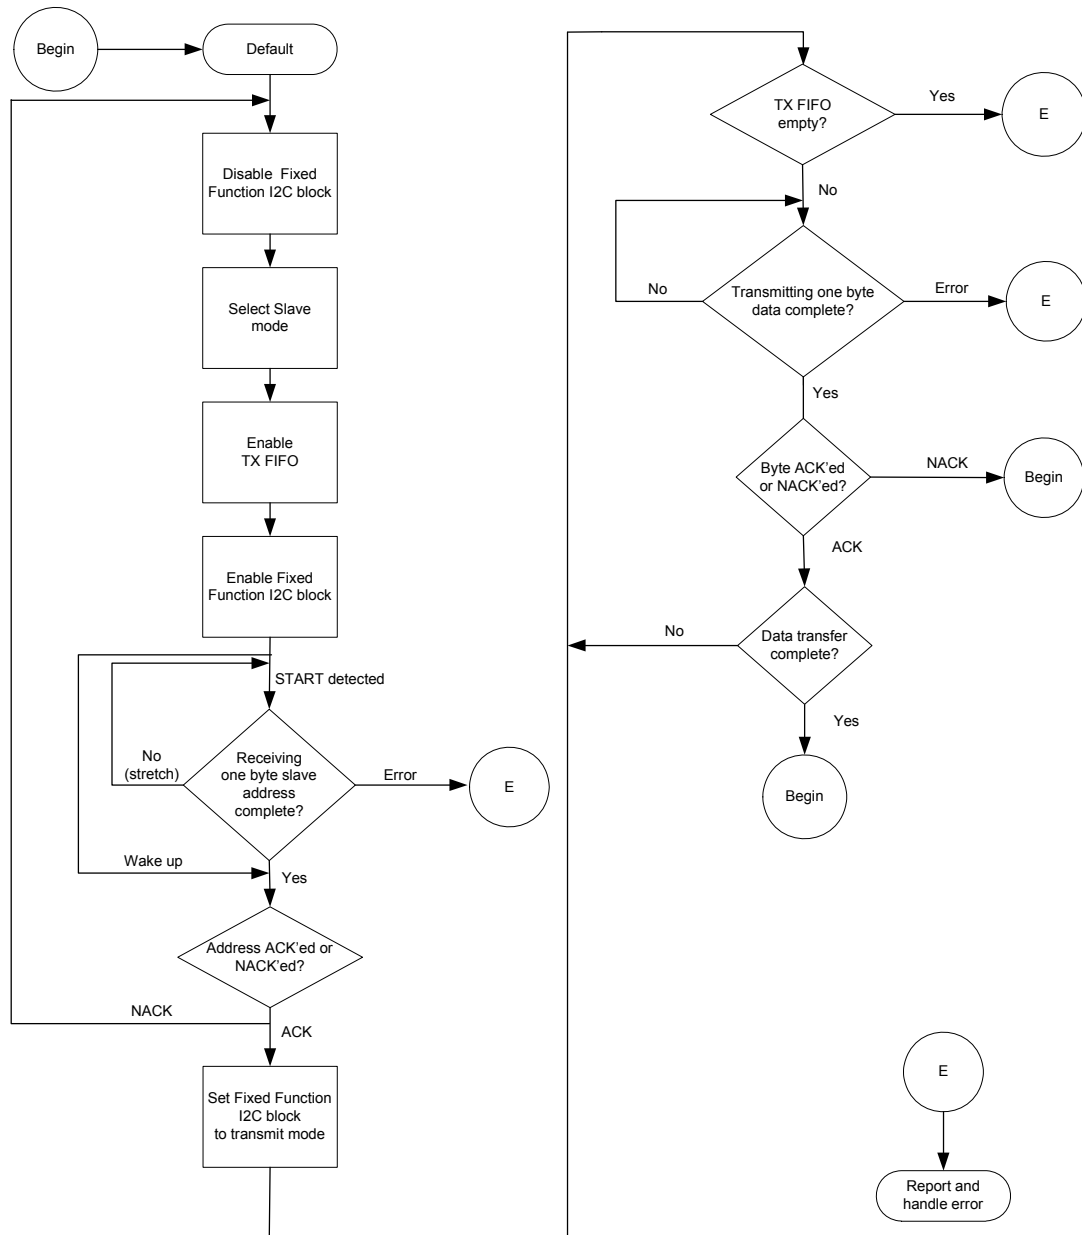 Begin
Default
Disable Fixed
Function I2C block
Select Slave
mode
Enable
TX FIFO
Enable Fixed
Function I2C block
START detected
No
(stretch)
Receiving
one byte slave
address
complete?
Error
E
Wake up
Yes
Address ACK'ed or
NACK'ed?
NACK
ACK
Set Fixed Function
I2C block
to transmit mode
TX FIFO
empty?
Yes
E
No
No
Transmitting one byte
data complete?
Error
E
Yes
Byte ACK'ed
or NACK'ed?
NACK
Begin
ACK
No
Data transfer
complete?
Yes
Begin
E
Report and
handle error